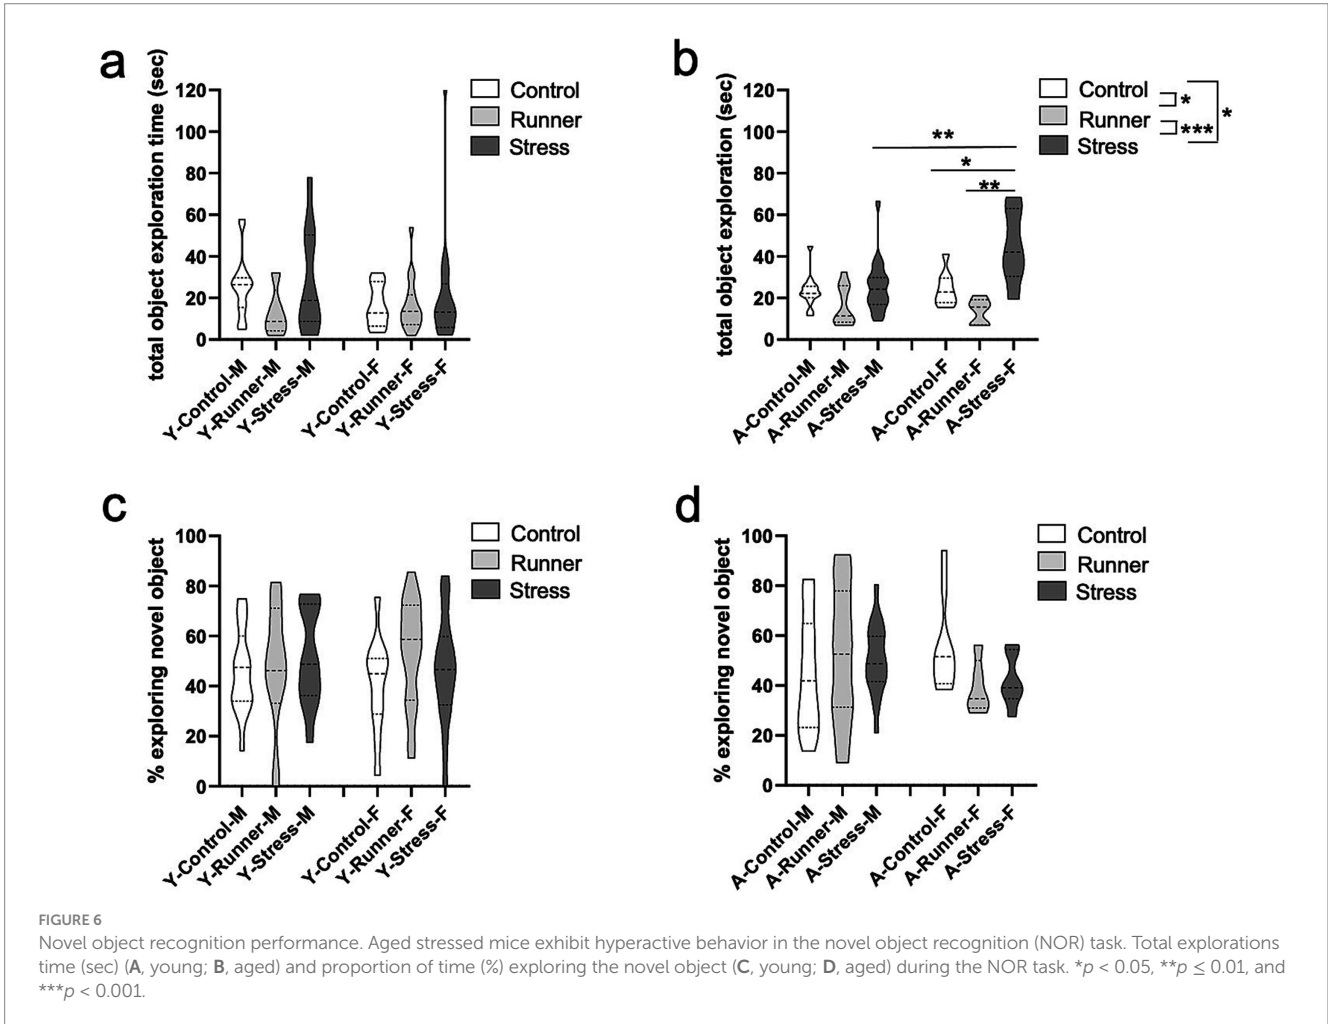 a
total object exploration time (sec)
120
100
80
60
40
20
0
Y-Control-M
Y-Runner-M
Y-Stress-M
Y-Control-F
Y-Runner-F
Y-Stress-F
Control
Runner
Stress
b
total object exploration (sec)
120
100
80
60
40
20
0
**
*
**
A-Control-M
A-Runner-M
A-Stress-M
A-Control-F
A-Runner-F
A-Stress-F
Control
Runner
Stress
*
***
*
c
% exploring novel object
100
80
60
40
20
0
Y-Control-M
Y-Runner-M
Y-Stress-M
Y-Control-F
Y-Runner-F
Y-Stress-F
Control
Runner
Stress
d
% exploring novel object
100
80
60
40
20
0
A-Control-M
A-Runner-M
A-Stress-M
A-Control-F
A-Runner-F
A-Stress-F
Control
Runner
Stress
FIGURE 6
Novel object recognition performance. Aged stressed mice exhibit hyperactive behavior in the novel object recognition (NOR) task. Total explorations
time (sec) (A, young; B, aged) and proportion of time (%) exploring the novel object (C, young; D, aged) during the NOR task. *p < 0.05, **p ≤ 0.01, and
***p < 0.001.